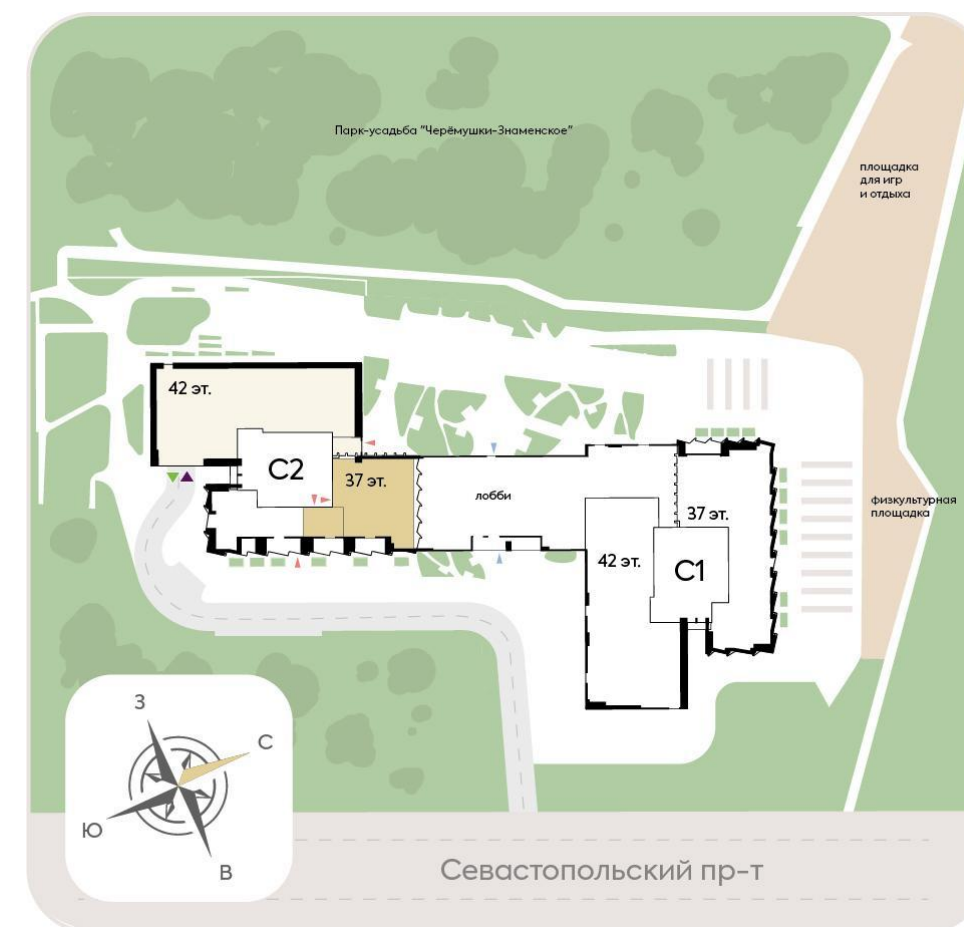 Парк-усадьба "Черёмушки-Знаменское"
площадка
для игр
и отдыха
42 эт.
С2
37 эт.
лобби
37 эт.
физкультурная
площадка
42 эт.
С1
З
С
Ю
В
Севастопольский пр-т